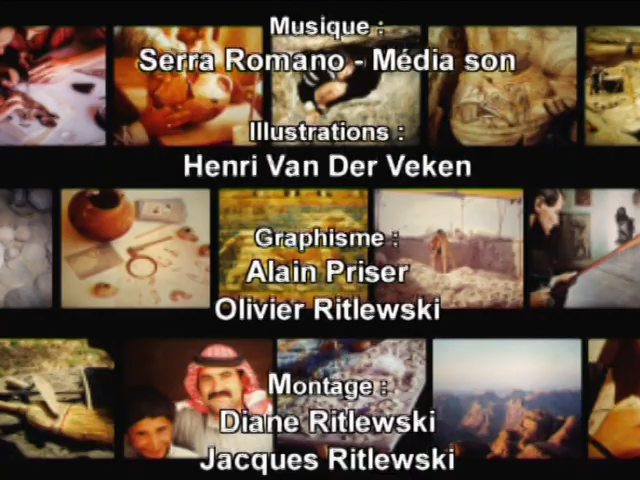 Musique :
Serra Romano - Média son
Illustrations :
Henri Van Der Veken
Graphisme :
Alain Priser
Olivier Ritlewski
Montage :
Diane Ritlewski
Jacques Ritlewski